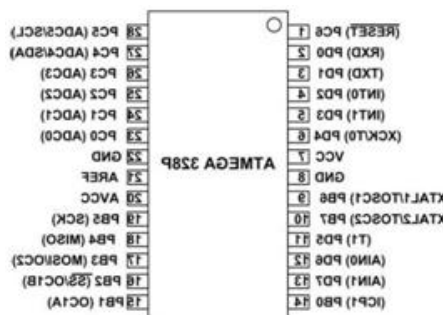 (RESET) PC6 1
(RXD) PD0 2
(TXD) PD1 3
(INT0) PD2 4
(INT1) PD3 5
(XCK/T0) PD4 6
VCC 7
GND 8
XTAL1/TOSC1) PB6 9
XTAL2/TOSC2) PB7 10
(T1) PD5 11
(AIN0) PD6 12
(AIN1) PD7 13
(ICP1) PB0 14
ATMEGA 328P
28 PC5 (ADC5/SCL)
27 PC4 (ADC4/SDA)
26 PC3 (ADC3)
25 PC2 (ADC2)
24 PC1 (ADC1)
23 PC0 (ADC0)
22 GND
21 AREF
20 AVCC
19 PB5 (SCK)
18 PB4 (MISO)
17 PB3 (MOSI/OC2)
16 PB2 (SS/OC1B)
15 PB1 (OC1A)